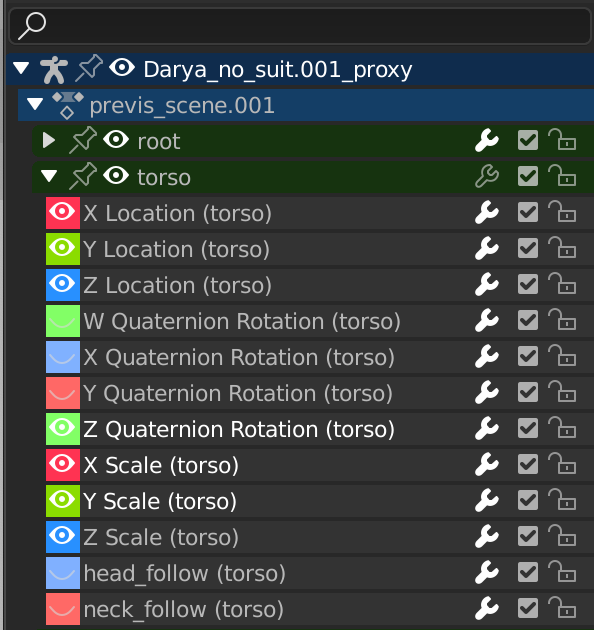 Darya_no_suit.001_proxy
previs_scene.001
root
torso
X Location (torso)
Y Location (torso)
Z Location (torso)
W Quaternion Rotation (torso)
X Quaternion Rotation (torso)
Y Quaternion Rotation (torso)
Z Quaternion Rotation (torso)
X Scale (torso)
Y Scale (torso)
Z Scale (torso)
head_follow (torso)
neck_follow (torso)